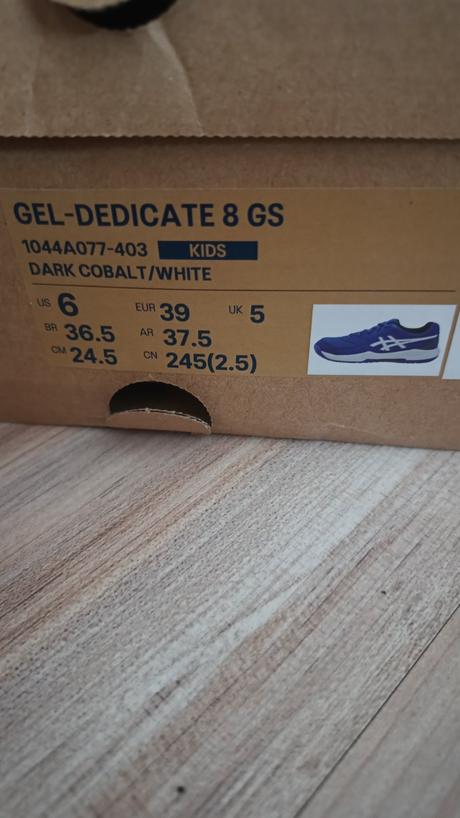 GEL-DEDICATE 8 GS
1044A077-403 KIDS
DARK COBALT/WHITE
US 6 EUR 39 UK 5
BR 36.5 AR 37.5
CM 24.5 CN 245(2.5)